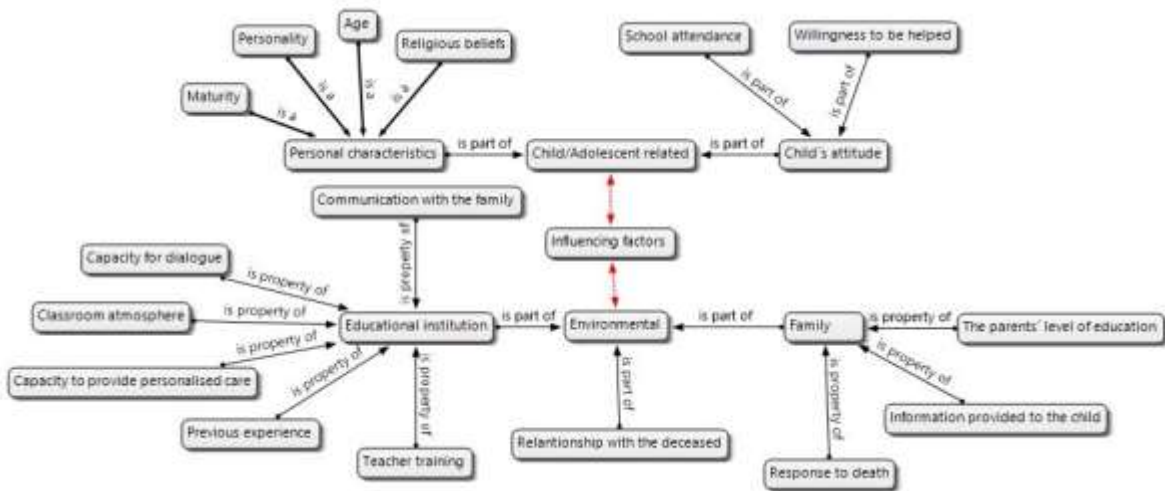 Age
Personality
Religious beliefs
School attendance
Willingness to be helped
Maturity
is a
is a
is a
is a
is part of
is part of
Personal characteristics
is part of
Child/Adolescent related
is part of
Child´s attitude
Communication with the family
is property of
Influencing factors
Capacity for dialogue
is property of
Classroom atmosphere
is property of
Educational institution
is part of
Environmental
is part of
Family
is property of
The parents´ level of education
is property of
Capacity to provide personalised care
is property of
is property of
is part of
is property of
is property of
Previous experience
Teacher training
Relantionship with the deceased
Information provided to the child
Response to death